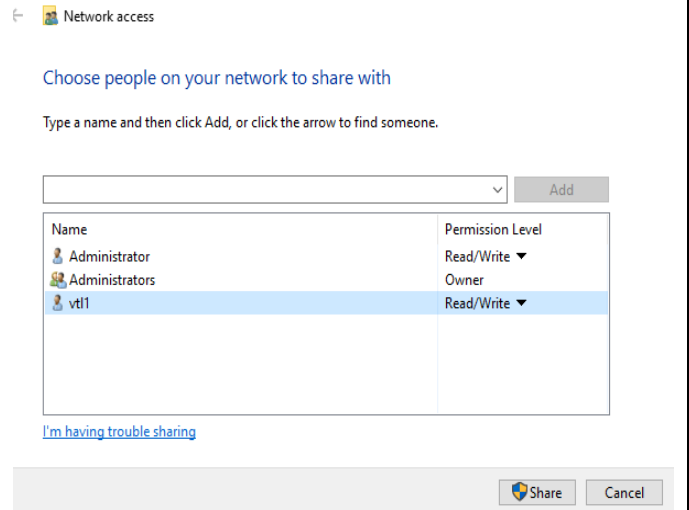 Network access
Choose people on your network to share with
Type a name and then click Add, or click the arrow to find someone.
Add
Name Permission Level
Administrator Read/Write
Administrators Owner
vtl1 Read/Write
I'm having trouble sharing
Share Cancel